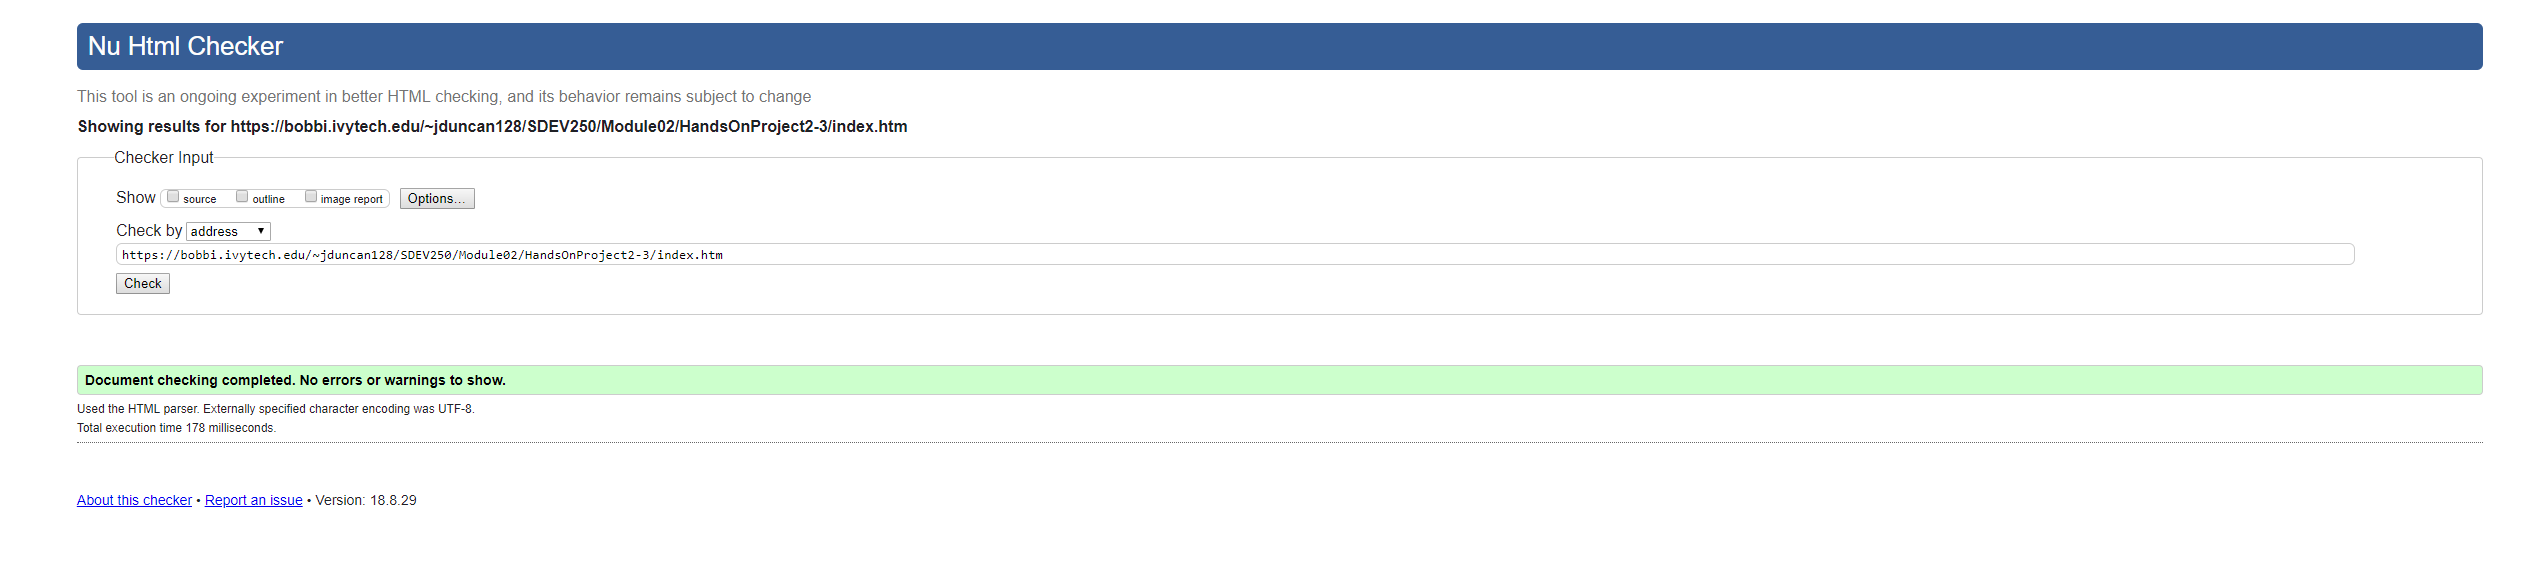 Nu Html Checker
This tool is an ongoing experiment in better HTML checking, and its behavior remains subject to change
Showing results for https://bobbi.ivytech.edu/~jduncan128/SDEV250/Module02/HandsOnProject2-3/index.htm
Checker Input
Show source outline image report Options...
Check by address
https://bobbi.ivytech.edu/~jduncan128/SDEV250/Module02/HandsOnProject2-3/index.htm
Check
Document checking completed. No errors or warnings to show.
Used the HTML parser. Externally specified character encoding was UTF-8.
Total execution time 178 milliseconds.
About this checker • Report an issue • Version: 18.8.29